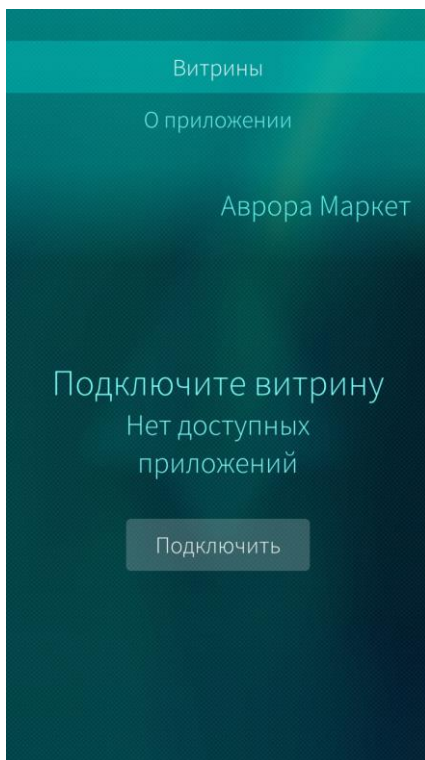 Витрины
О приложении
Аврора Маркет
Подключите витрину
Нет доступных
приложений
Подключить